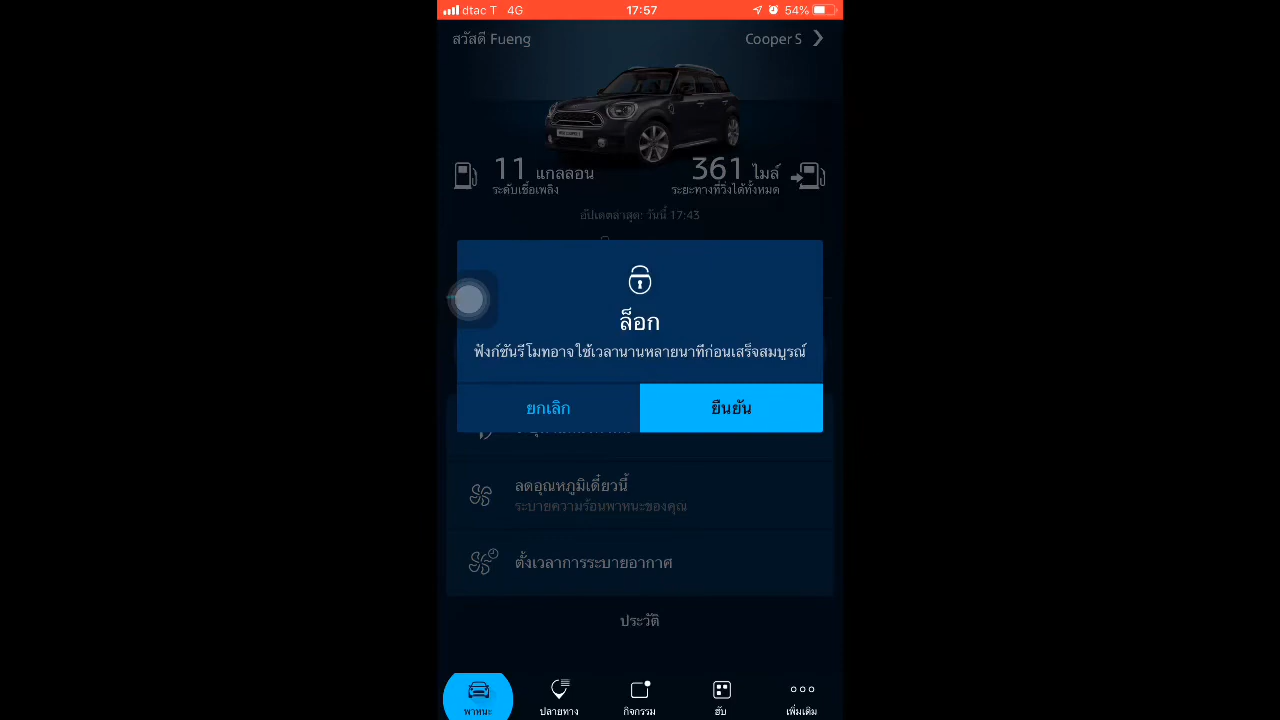 dtac T 4G 17:57 54%
สวัสดี Fueng Cooper S
11 แกลลอน 361 ไมล์
ระดับเชื้อเพลิง ระยะทางที่วิ่งได้ทั้งหมด
อัปเดตล่าสุด: วันนี้ 17:43
ล็อก
ฟังก์ชันรีโมทอาจใช้เวลานานหลายนาทีก่อนเสร็จสมบูรณ์
ยกเลิก ยืนยัน
ลดอุณหภูมิเดี๋ยวนี้
ระบายความร้อนพาหนะของคุณ
ตั้งเวลาการระบายอากาศ
ประวัติ
พาหนะ ปลายทาง กิจกรรม ฮับ เพิ่มเติม